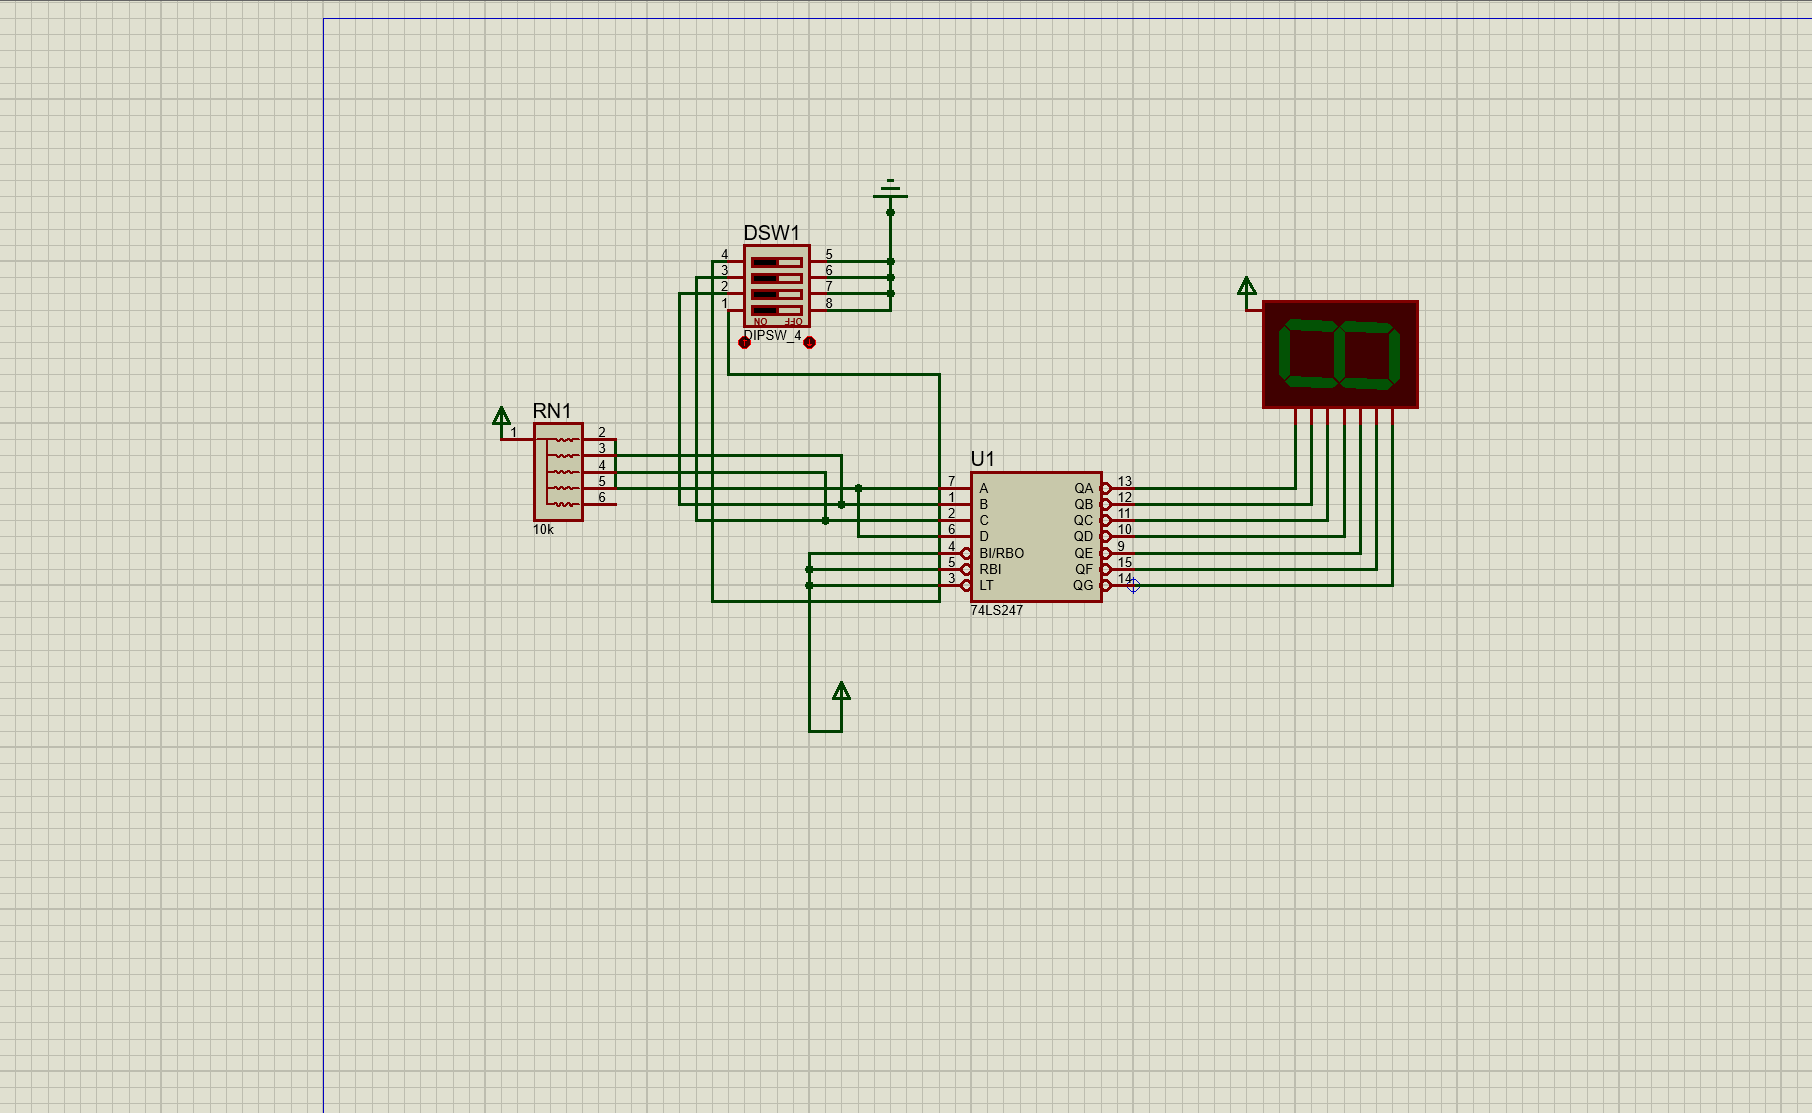 DSW1
4 5
3 6
2 7
1 8
ON OFF
DIPSW_4
RN1
1 2
3
4
5
6
10k
U1
7 A QA 13
1 B QB 12
2 C QC 11
6 D QD 10
4 BI/RBO QE 9
5 RBI QF 15
3 LT QG 14
74LS247